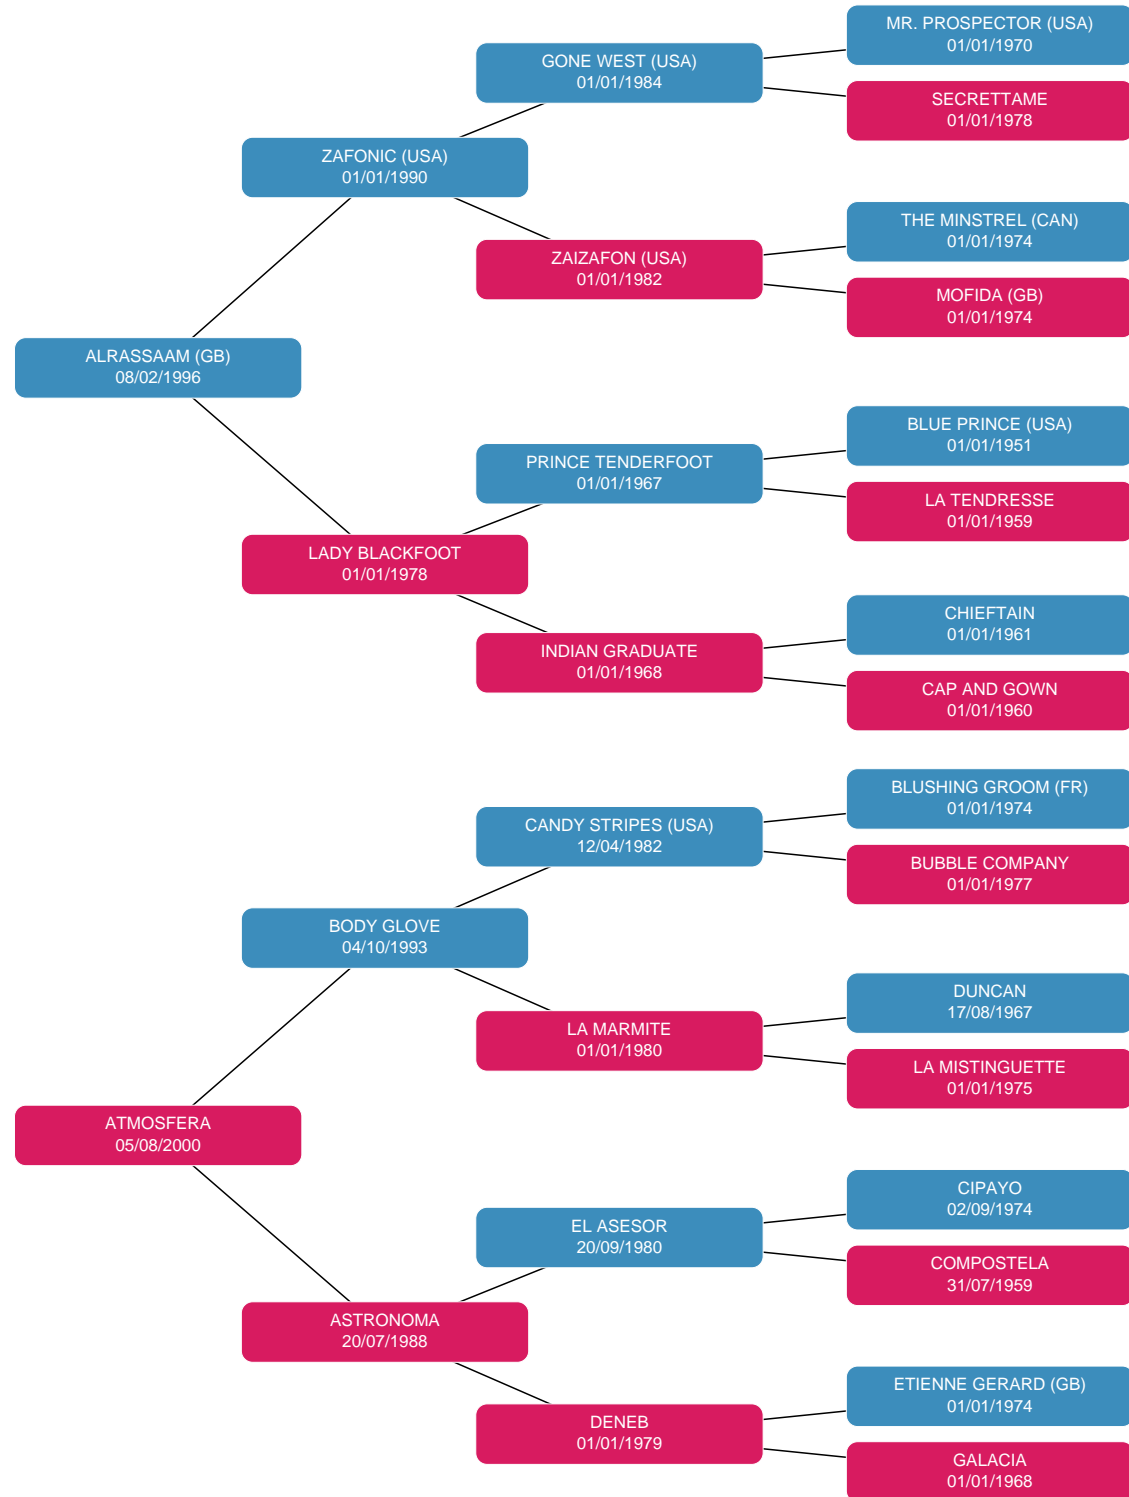 MR. PROSPECTOR (USA)
01/01/1970
GONE WEST (USA)
01/01/1984
SECRETTAME
01/01/1978
ZAFONIC (USA)
01/01/1990
THE MINSTREL (CAN)
01/01/1974
ZAIZAFON (USA)
01/01/1982
MOFIDA (GB)
01/01/1974
ALRASSAAM (GB)
08/02/1996
BLUE PRINCE (USA)
01/01/1951
PRINCE TENDERFOOT
01/01/1967
LA TENDRESSE
01/01/1959
LADY BLACKFOOT
01/01/1978
CHIEFTAIN
01/01/1961
INDIAN GRADUATE
01/01/1968
CAP AND GOWN
01/01/1960
BLUSHING GROOM (FR)
01/01/1974
CANDY STRIPES (USA)
12/04/1982
BUBBLE COMPANY
01/01/1977
BODY GLOVE
04/10/1993
DUNCAN
17/08/1967
LA MARMITE
01/01/1980
LA MISTINGUETTE
01/01/1975
ATMOSFERA
05/08/2000
CIPAYO
02/09/1974
EL ASESOR
20/09/1980
COMPOSTELA
31/07/1959
ASTRONOMA
20/07/1988
ETIENNE GERARD (GB)
01/01/1974
DENEB
01/01/1979
GALACIA
01/01/1968